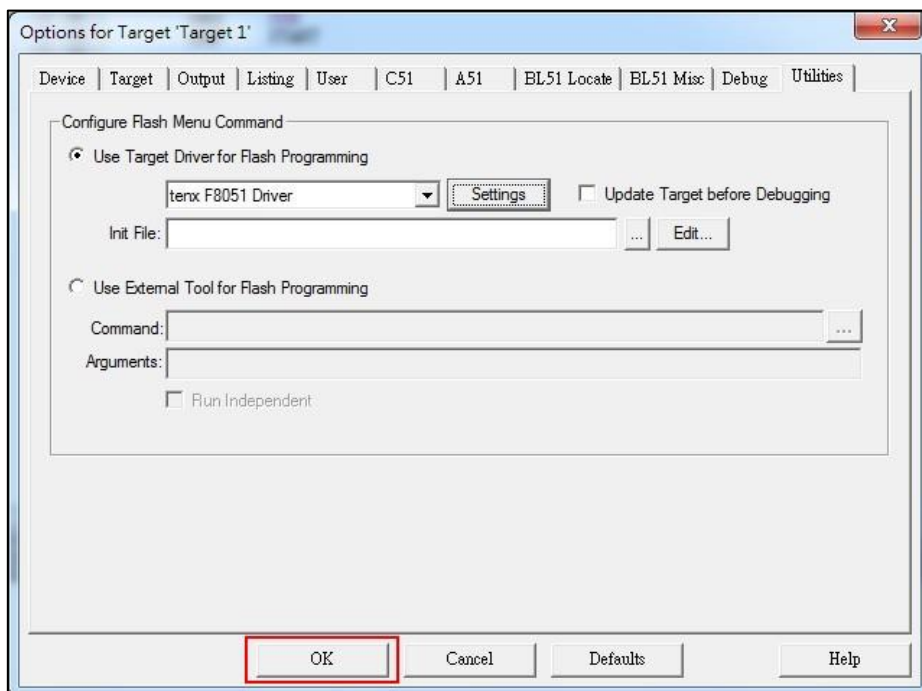 Options for Target 'Target 1'
Device Target Output Listing User C51 A51 BL51 Locate BL51 Misc Debug Utilities
Configure Flash Menu Command
Use Target Driver for Flash Programming
tenx F8051 Driver Settings Update Target before Debugging
Init File: ... Edit...
Use External Tool for Flash Programming
Command: ...
Arguments:
Run Independent
OK Cancel Defaults Help